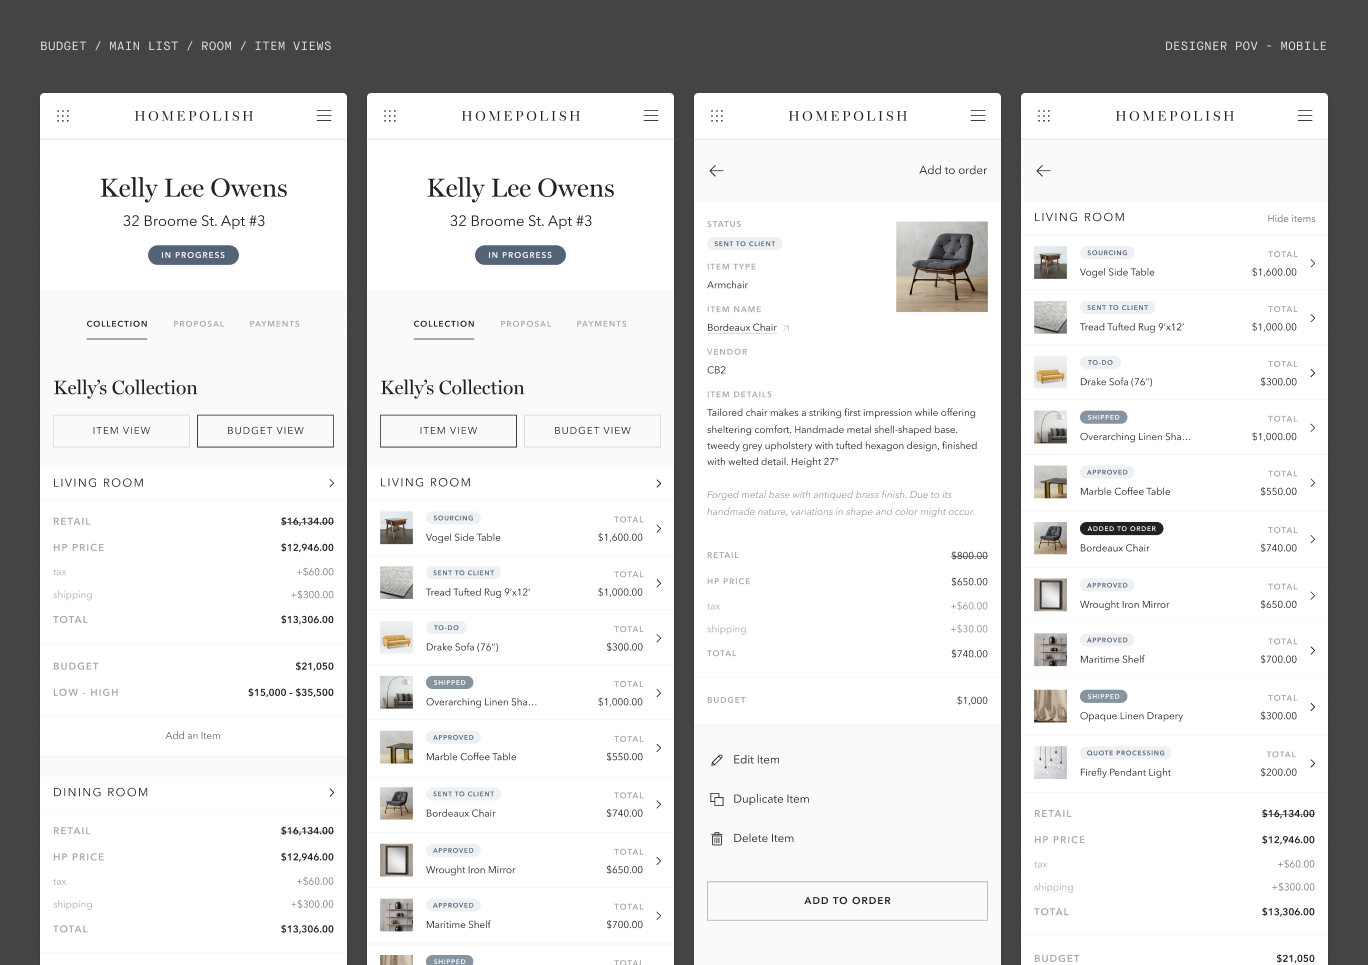 BUDGET / MAIN LIST / ROOM / ITEM VIEWS
DESIGNER POV - MOBILE
HOMEPOLISH
Kelly Lee Owens
32 Broome St. Apt #3
IN PROGRESS
COLLECTION PROPOSAL PAYMENTS
Kelly’s Collection
ITEM VIEW BUDGET VIEW
LIVING ROOM
RETAIL $16,134.00
HP PRICE $12,946.00
tax +$60.00
shipping +$300.00
TOTAL $13,306.00
BUDGET $21,050
LOW - HIGH $15,000 – $35,500
Add an Item
DINING ROOM
RETAIL $16,134.00
HP PRICE $12,946.00
tax +$60.00
shipping +$300.00
TOTAL $13,306.00
HOMEPOLISH
Kelly Lee Owens
32 Broome St. Apt #3
IN PROGRESS
COLLECTION PROPOSAL PAYMENTS
Kelly’s Collection
ITEM VIEW BUDGET VIEW
LIVING ROOM
SOURCING TOTAL
Vogel Side Table $1,600.00
SENT TO CLIENT TOTAL
Tread Tufted Rug 9’x12’ $1,000.00
TO-DO TOTAL
Drake Sofa (76”) $300.00
SHIPPED TOTAL
Overarching Linen Sha... $1,000.00
APPROVED TOTAL
Marble Coffee Table $550.00
SENT TO CLIENT TOTAL
Bordeaux Chair $740.00
APPROVED TOTAL
Wrought Iron Mirror $650.00
APPROVED TOTAL
Maritime Shelf $700.00
SHIPPED TOTAL
HOMEPOLISH
Add to order
STATUS
SENT TO CLIENT
ITEM TYPE
Armchair
ITEM NAME
Bordeaux Chair
VENDOR
CB2
ITEM DETAILS
Tailored chair makes a striking first impression while offering
sheltering comfort. Handmade metal shell-shaped base.
tweedy grey upholstery with tufted hexagon design, finished
with welted detail. Height 27”
Forged metal base with antiqued brass finish. Due to its
handmade nature, variations in shape and color might occur.
RETAIL $800.00
HP PRICE $650.00
tax +$60.00
shipping +$30.00
TOTAL $740.00
BUDGET $1,000
Edit Item
Duplicate Item
Delete Item
ADD TO ORDER
HOMEPOLISH
LIVING ROOM Hide items
SOURCING TOTAL
Vogel Side Table $1,600.00
SENT TO CLIENT TOTAL
Tread Tufted Rug 9’x12’ $1,000.00
TO-DO TOTAL
Drake Sofa (76”) $300.00
SHIPPED TOTAL
Overarching Linen Sha... $1,000.00
APPROVED TOTAL
Marble Coffee Table $550.00
ADDED TO ORDER TOTAL
Bordeaux Chair $740.00
APPROVED TOTAL
Wrought Iron Mirror $650.00
APPROVED TOTAL
Maritime Shelf $700.00
SHIPPED TOTAL
Opaque Linen Drapery $300.00
QUOTE PROCESSING TOTAL
Firefly Pendant Light $200.00
RETAIL $16,134.00
HP PRICE $12,946.00
tax +$60.00
shipping +$300.00
TOTAL $13,306.00
BUDGET $21,050